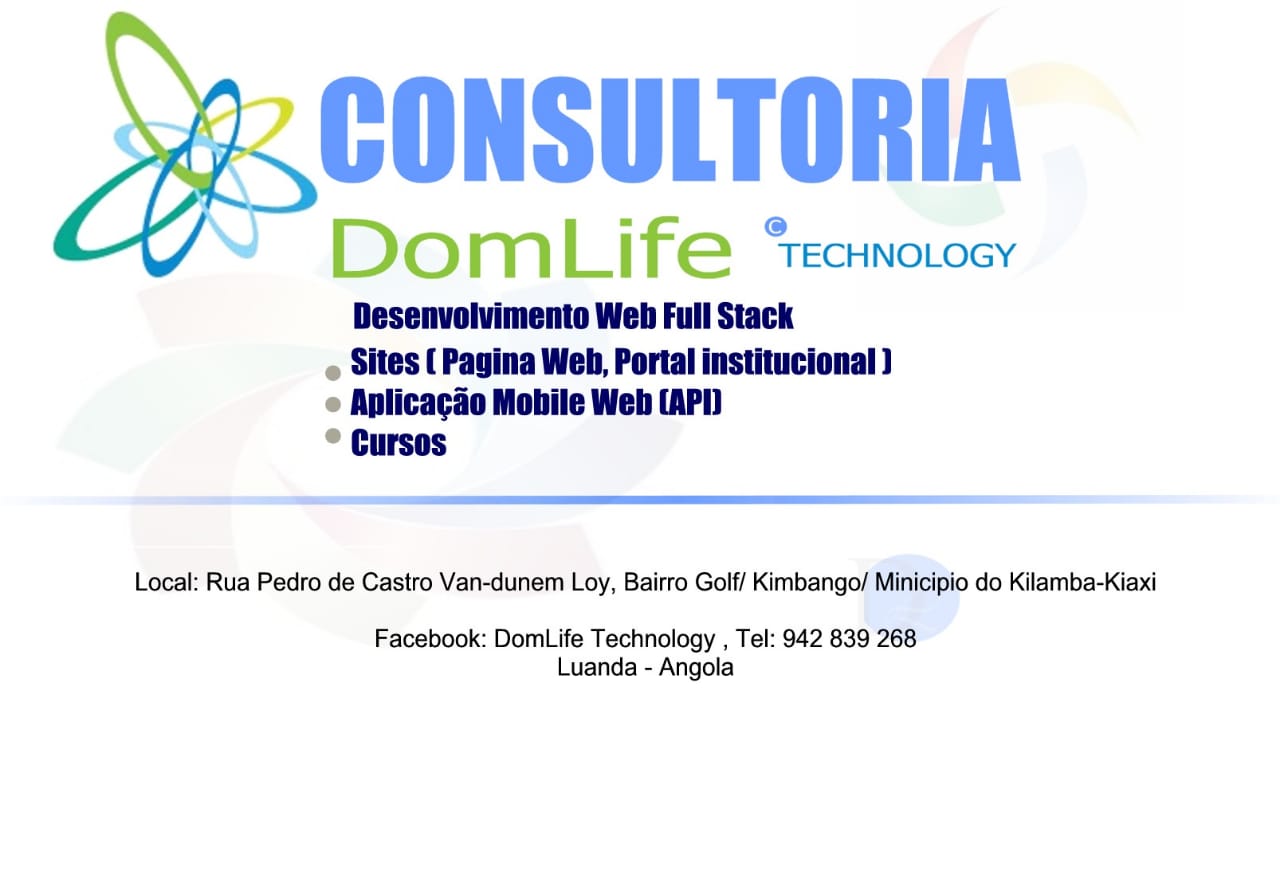 CONSULTORIA
DomLife © TECHNOLOGY
Desenvolvimento Web Full Stack
Sites ( Pagina Web, Portal institucional )
Aplicação Mobile Web (API)
Cursos
Local: Rua Pedro de Castro Van-dunem Loy, Bairro Golf/ Kimbango/ Minicipio do Kilamba-Kiaxi
Facebook: DomLife Technology , Tel: 942 839 268
Luanda - Angola